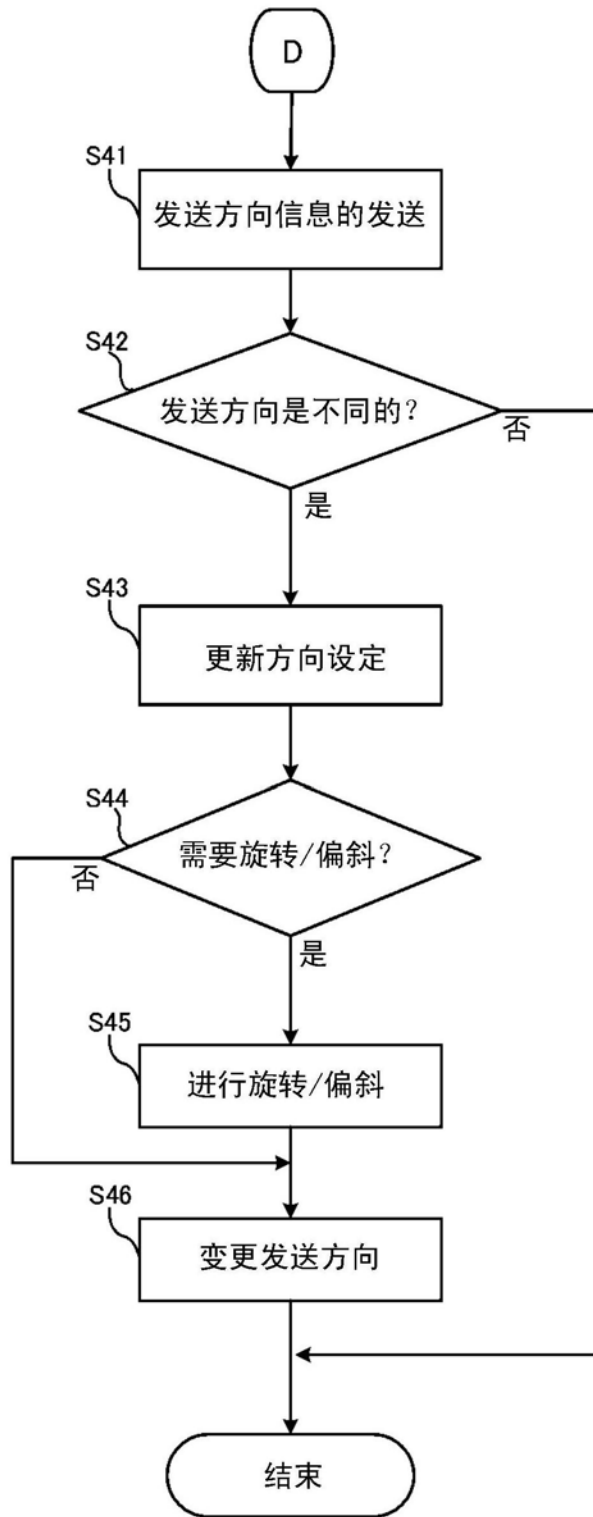 D
S41
发送方向信息的发送
S42
发送方向是不同的？
否
是
S43
更新方向设定
S44
需要旋转/偏斜？
否
是
S45
进行旋转/偏斜
S46
变更发送方向
结束